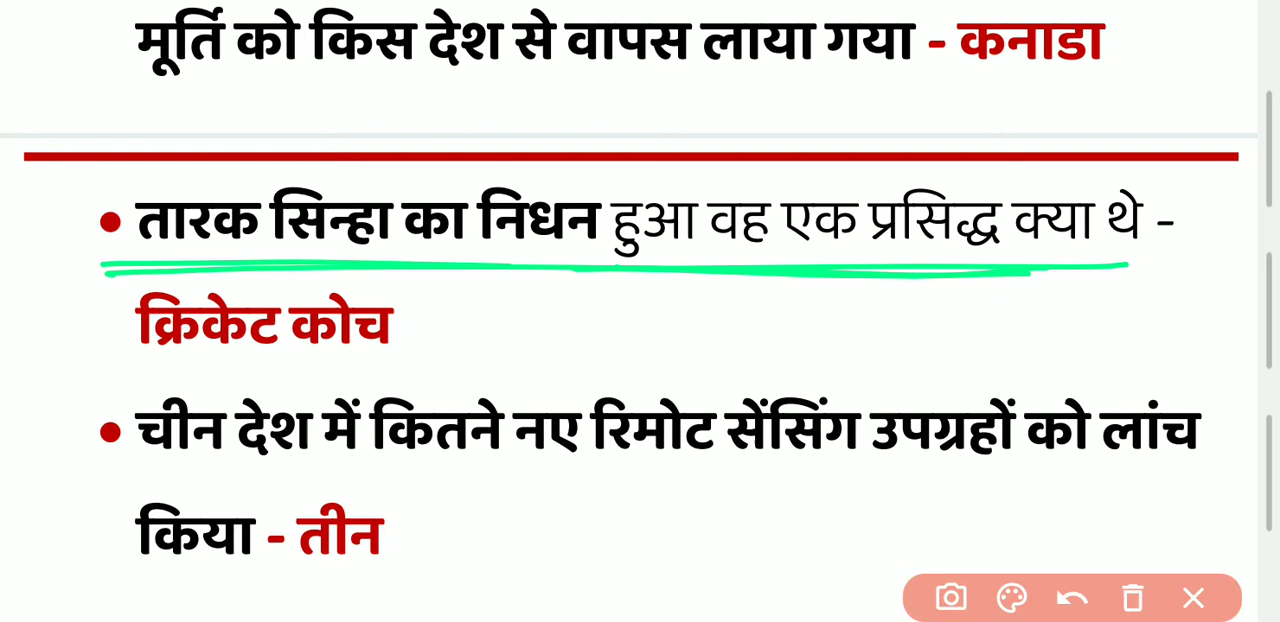 मूर्ति को किस देश से वापस लाया गया - कनाडा
• तारक सिन्हा का निधन हुआ वह एक प्रसिद्ध क्या थे -
क्रिकेट कोच
• चीन देश में कितने नए रिमोट सेंसिंग उपग्रहों को लांच
किया - तीन